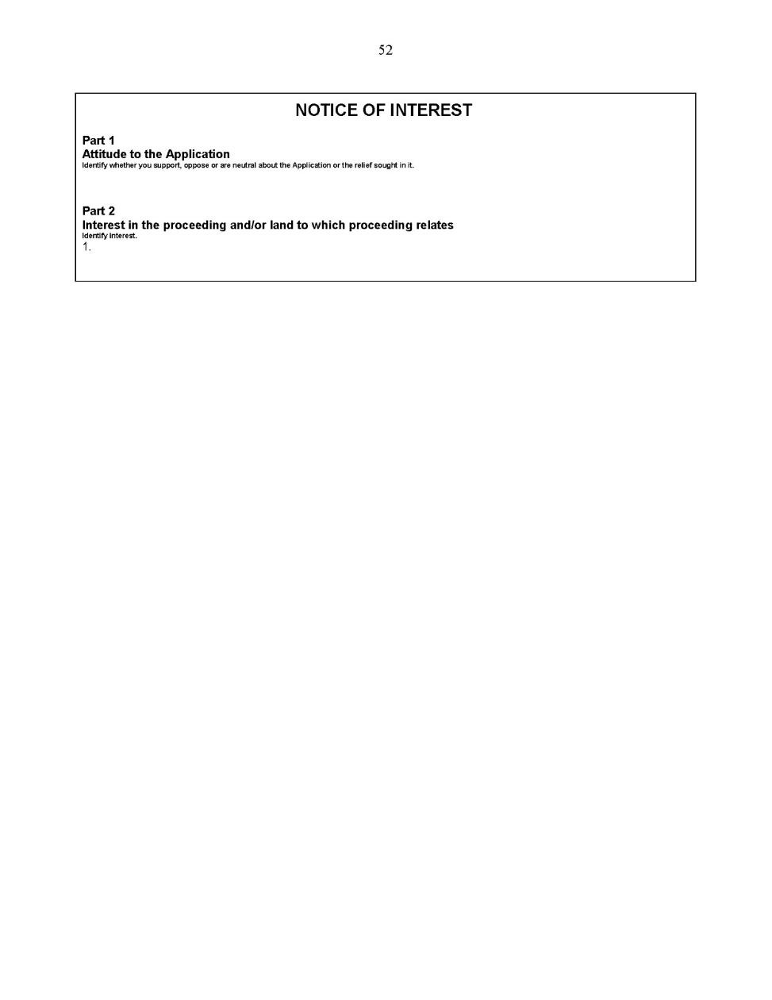 52
NOTICE OF INTEREST
Part 1
Attitude to the Application
Identify whether you support, oppose or are neutral about the Application or the relief sought in it.
Part 2
Interest in the proceeding and/or land to which proceeding relates
Identify interest.
1.